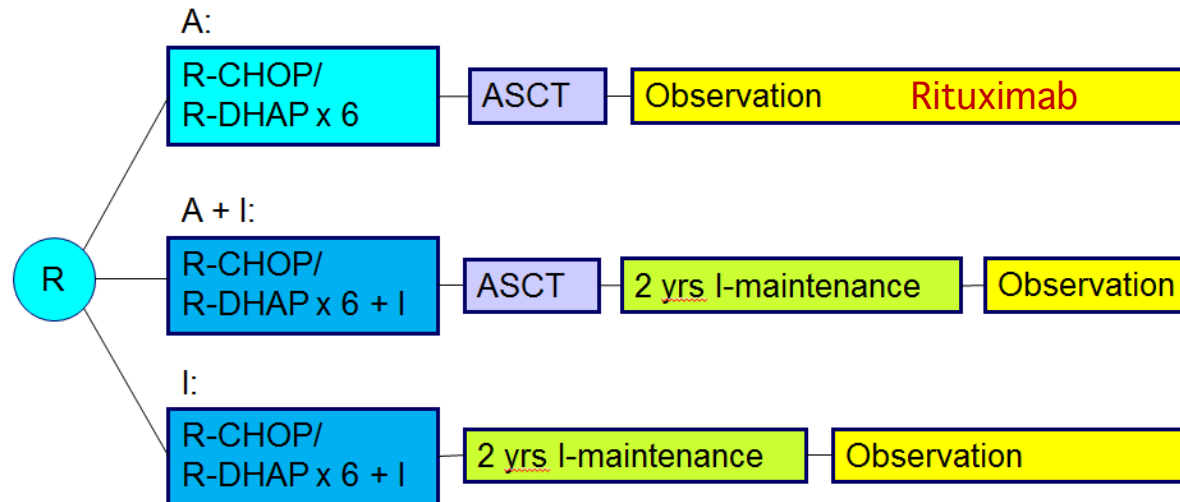 A:
R-CHOP/
R-DHAP x 6
ASCT
Observation Rituximab
A + I:
R
R-CHOP/
R-DHAP x 6 + I
ASCT
2 yrs I-maintenance
Observation
I:
R-CHOP/
R-DHAP x 6 + I
2 yrs I-maintenance
Observation